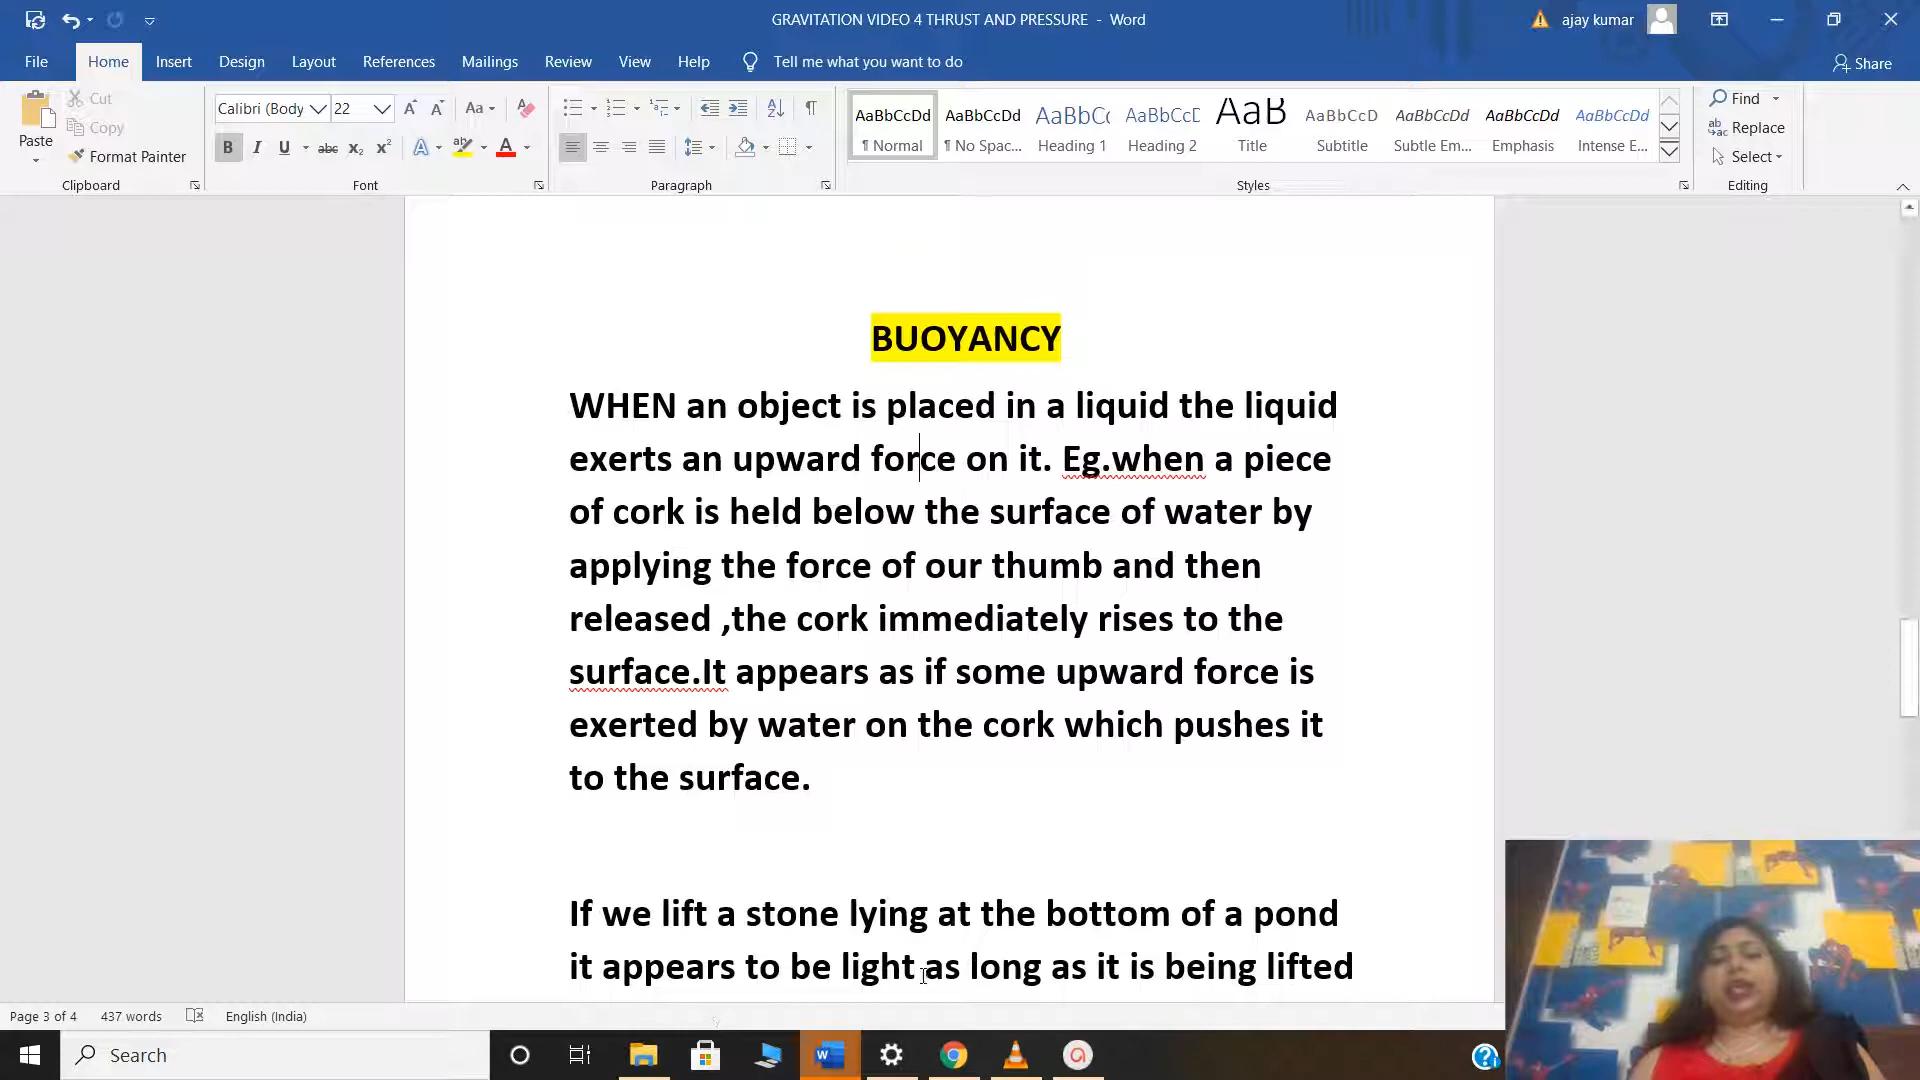 GRAVITATION VIDEO 4 THRUST AND PRESSURE - Word
ajay kumar
File Home Insert Design Layout References Mailings Review View Help Tell me what you want to do
Share
Paste
Cut
Copy
Format Painter
Clipboard
Calibri (Body 22
Font
Paragraph
AaBbCcDd AaBbCcDd AaBbCc AaBbCcD AaB AaBbCcD AaBbCcDd AaBbCcDd AaBbCcDd
¶ Normal ¶ No Spac... Heading 1 Heading 2 Title Subtitle Subtle Em... Emphasis Intense E...
Styles
Find
Replace
Select
Editing
BUOYANCY
WHEN an object is placed in a liquid the liquid
exerts an upward force on it. Eg.when a piece
of cork is held below the surface of water by
applying the force of our thumb and then
released ,the cork immediately rises to the
surface.It appears as if some upward force is
exerted by water on the cork which pushes it
to the surface.
If we lift a stone lying at the bottom of a pond
it appears to be light as long as it is being lifted
Page 3 of 4 437 words English (India)
Search